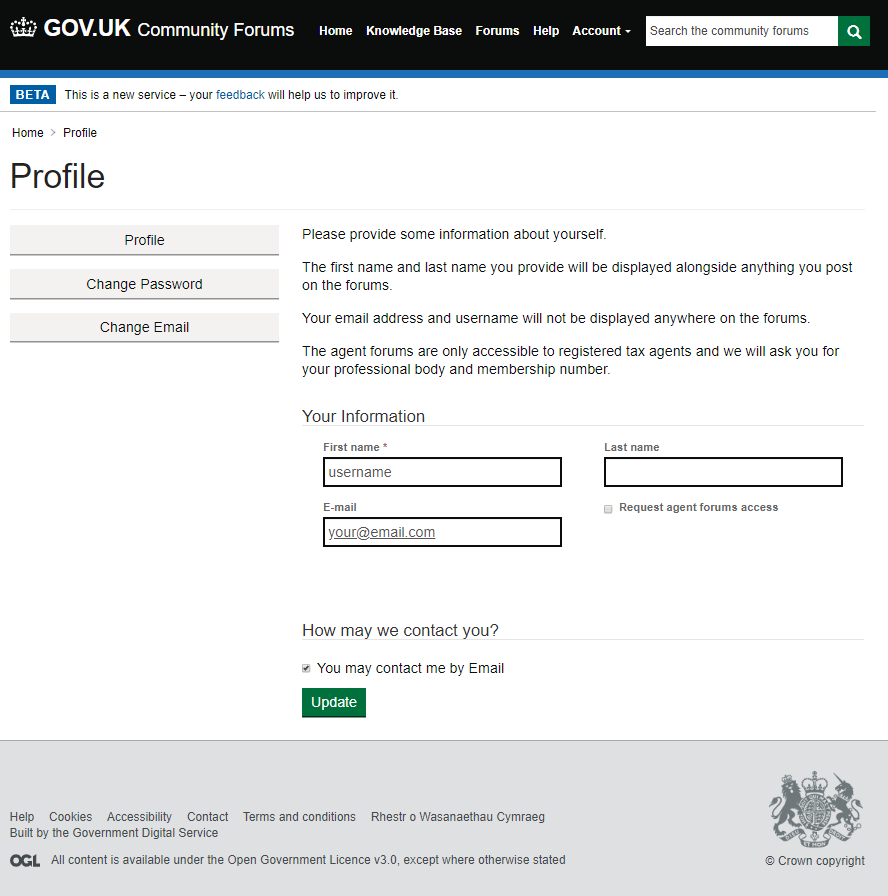 GOV.UK Community Forums
Home Knowledge Base Forums Help Account
Search the community forums
BETA This is a new service – your feedback will help us to improve it.
Home > Profile
Profile
Profile
Change Password
Change Email
Please provide some information about yourself.
The first name and last name you provide will be displayed alongside anything you post
on the forums.
Your email address and username will not be displayed anywhere on the forums.
The agent forums are only accessible to registered tax agents and we will ask you for
your professional body and membership number.
Your Information
First name *
Last name
username
E-mail
Request agent forums access
your@email.com
How may we contact you?
You may contact me by Email
Update
Help Cookies Accessibility Contact Terms and conditions Rhestr o Wasanaethau Cymraeg
Built by the Government Digital Service
OGL All content is available under the Open Government Licence v3.0, except where otherwise stated
© Crown copyright